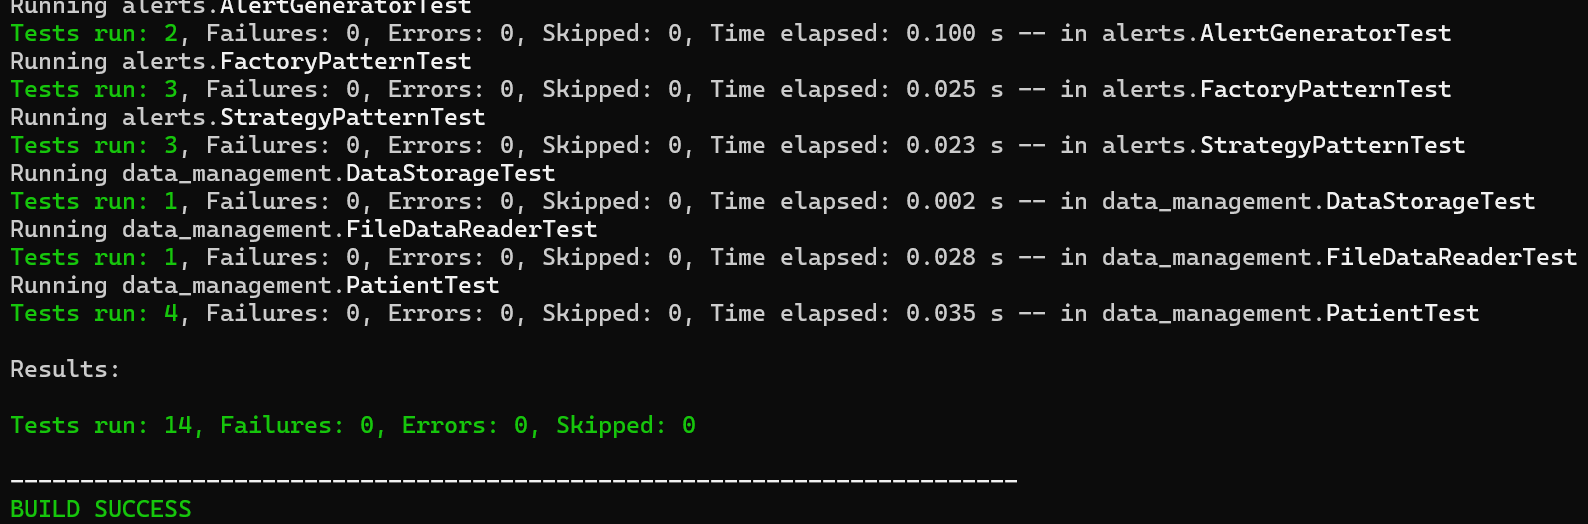 Running alerts.AlertGeneratorTest
Tests run: 2, Failures: 0, Errors: 0, Skipped: 0, Time elapsed: 0.100 s -- in alerts.AlertGeneratorTest
Running alerts.FactoryPatternTest
Tests run: 3, Failures: 0, Errors: 0, Skipped: 0, Time elapsed: 0.025 s -- in alerts.FactoryPatternTest
Running alerts.StrategyPatternTest
Tests run: 3, Failures: 0, Errors: 0, Skipped: 0, Time elapsed: 0.023 s -- in alerts.StrategyPatternTest
Running data_management.DataStorageTest
Tests run: 1, Failures: 0, Errors: 0, Skipped: 0, Time elapsed: 0.002 s -- in data_management.DataStorageTest
Running data_management.FileDataReaderTest
Tests run: 1, Failures: 0, Errors: 0, Skipped: 0, Time elapsed: 0.028 s -- in data_management.FileDataReaderTest
Running data_management.PatientTest
Tests run: 4, Failures: 0, Errors: 0, Skipped: 0, Time elapsed: 0.035 s -- in data_management.PatientTest
Results:
Tests run: 14, Failures: 0, Errors: 0, Skipped: 0
------------------------------------------------------------------------
BUILD SUCCESS